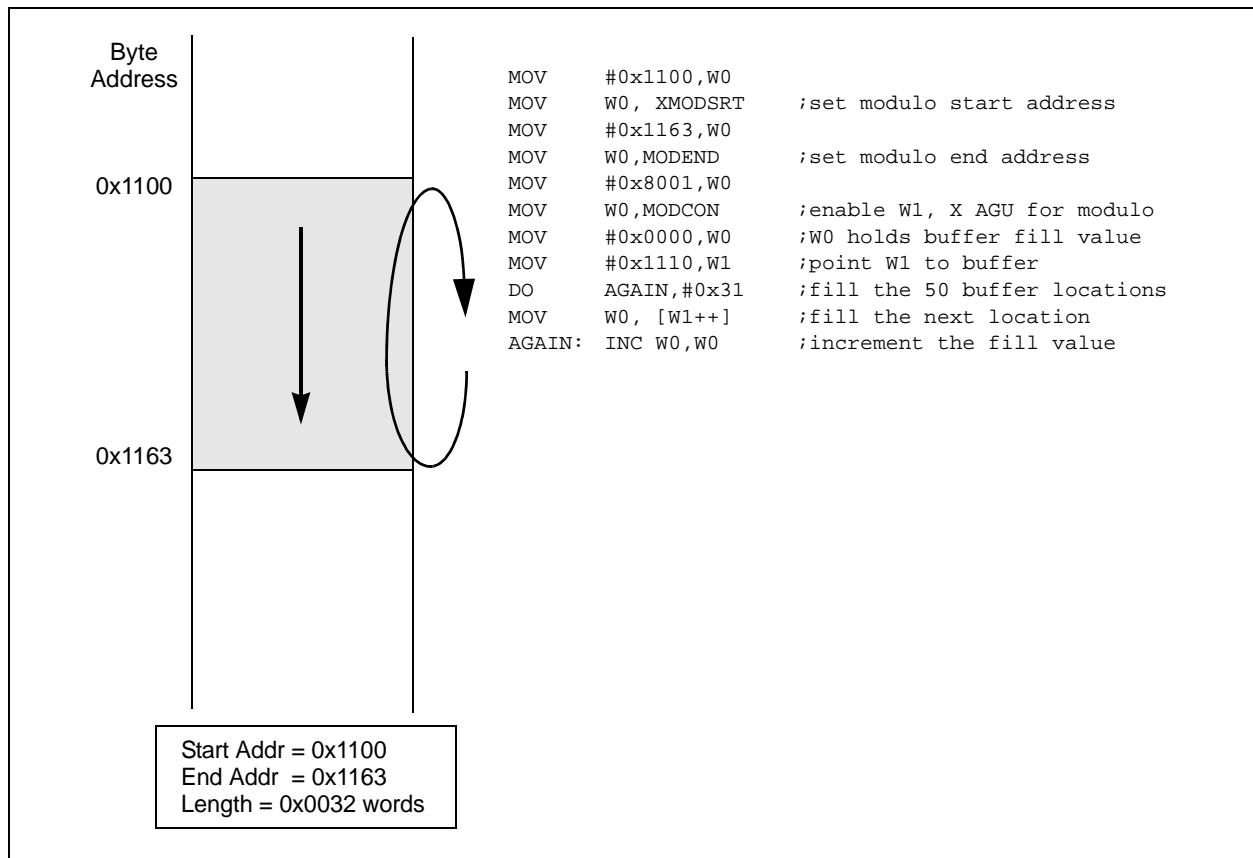 Byte
Address
0x1100
0x1163
MOV #0x1100,W0
MOV W0, XMODSRT ;set modulo start address
MOV #0x1163,W0
MOV W0,MODEND ;set modulo end address
MOV #0x8001,W0
MOV W0,MODCON ;enable W1, X AGU for modulo
MOV #0x0000,W0 ;W0 holds buffer fill value
MOV #0x1110,W1 ;point W1 to buffer
DO AGAIN,#0x31 ;fill the 50 buffer locations
MOV W0, [W1++] ;fill the next location
AGAIN: INC W0,W0 ;increment the fill value
Start Addr = 0x1100
End Addr = 0x1163
Length = 0x0032 words